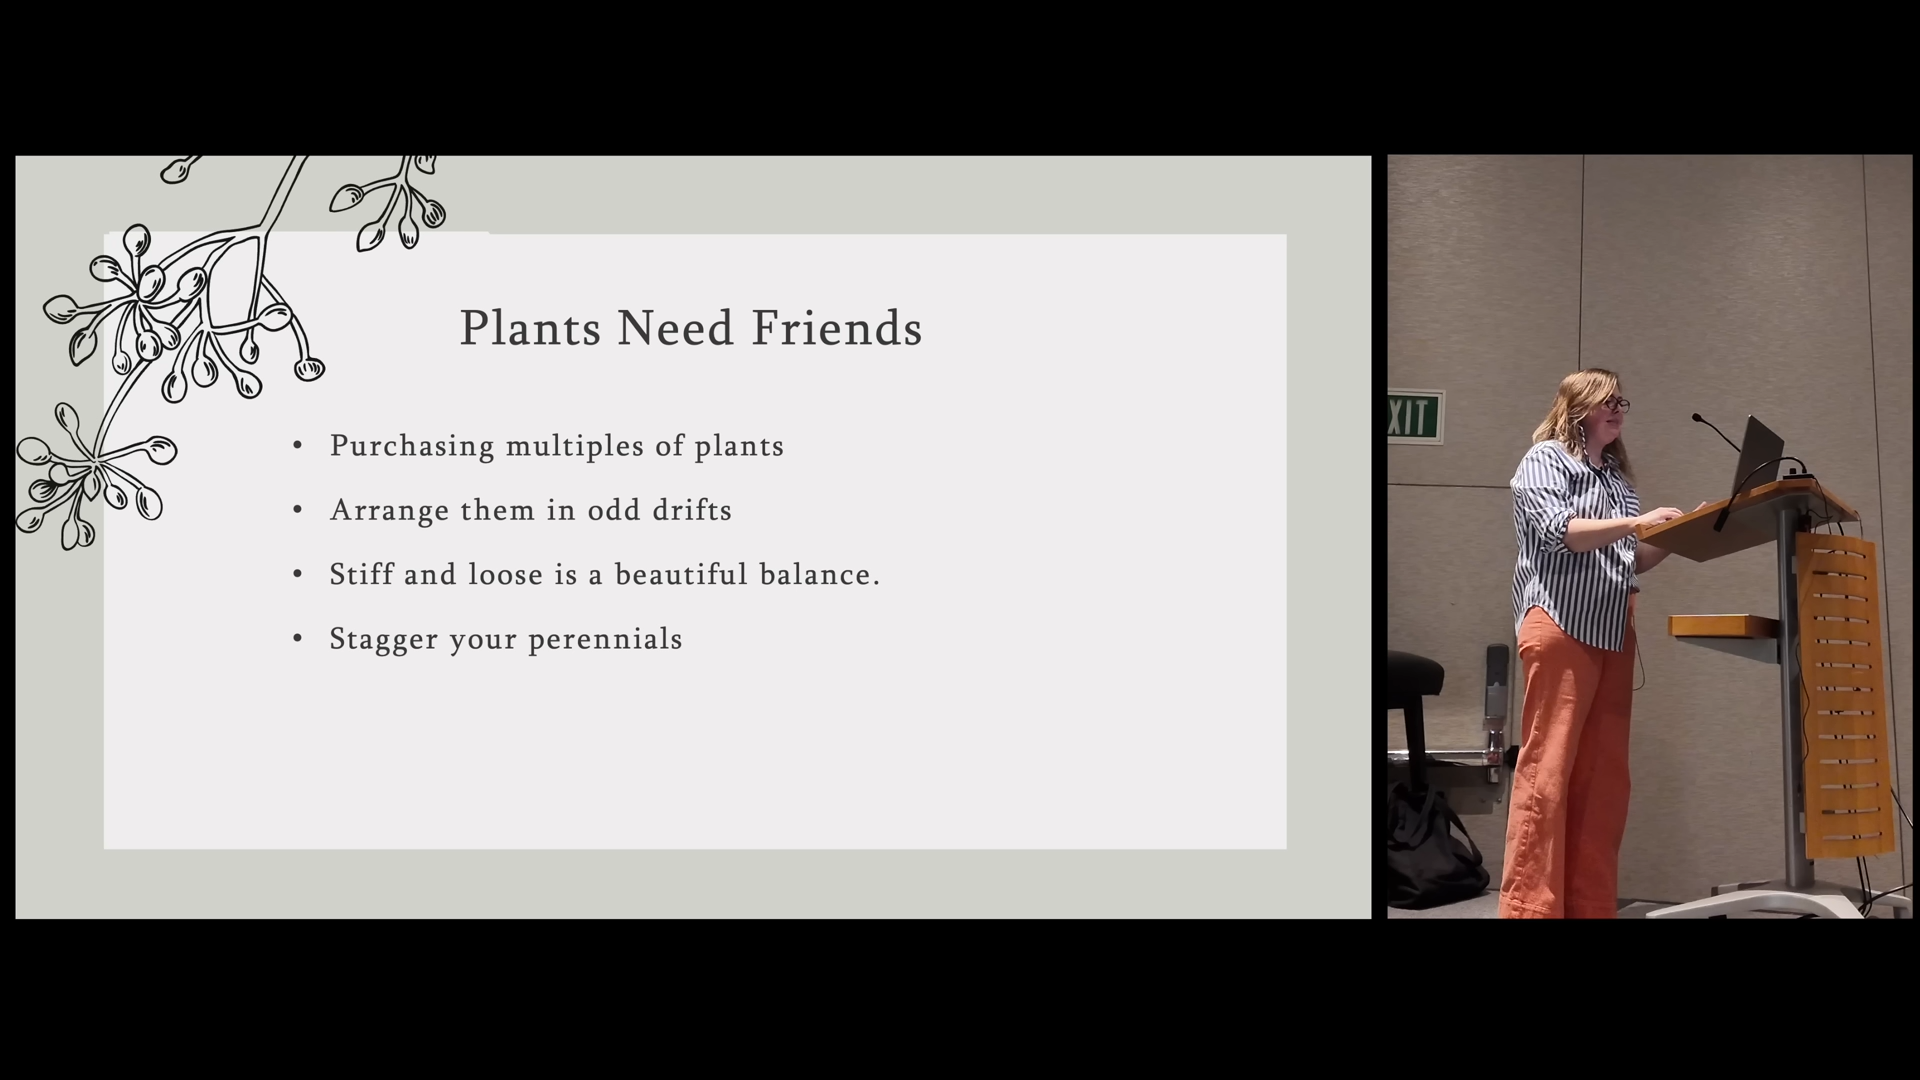 Plants Need Friends
• Purchasing multiples of plants
• Arrange them in odd drifts
• Stiff and loose is a beautiful balance.
• Stagger your perennials
XIT